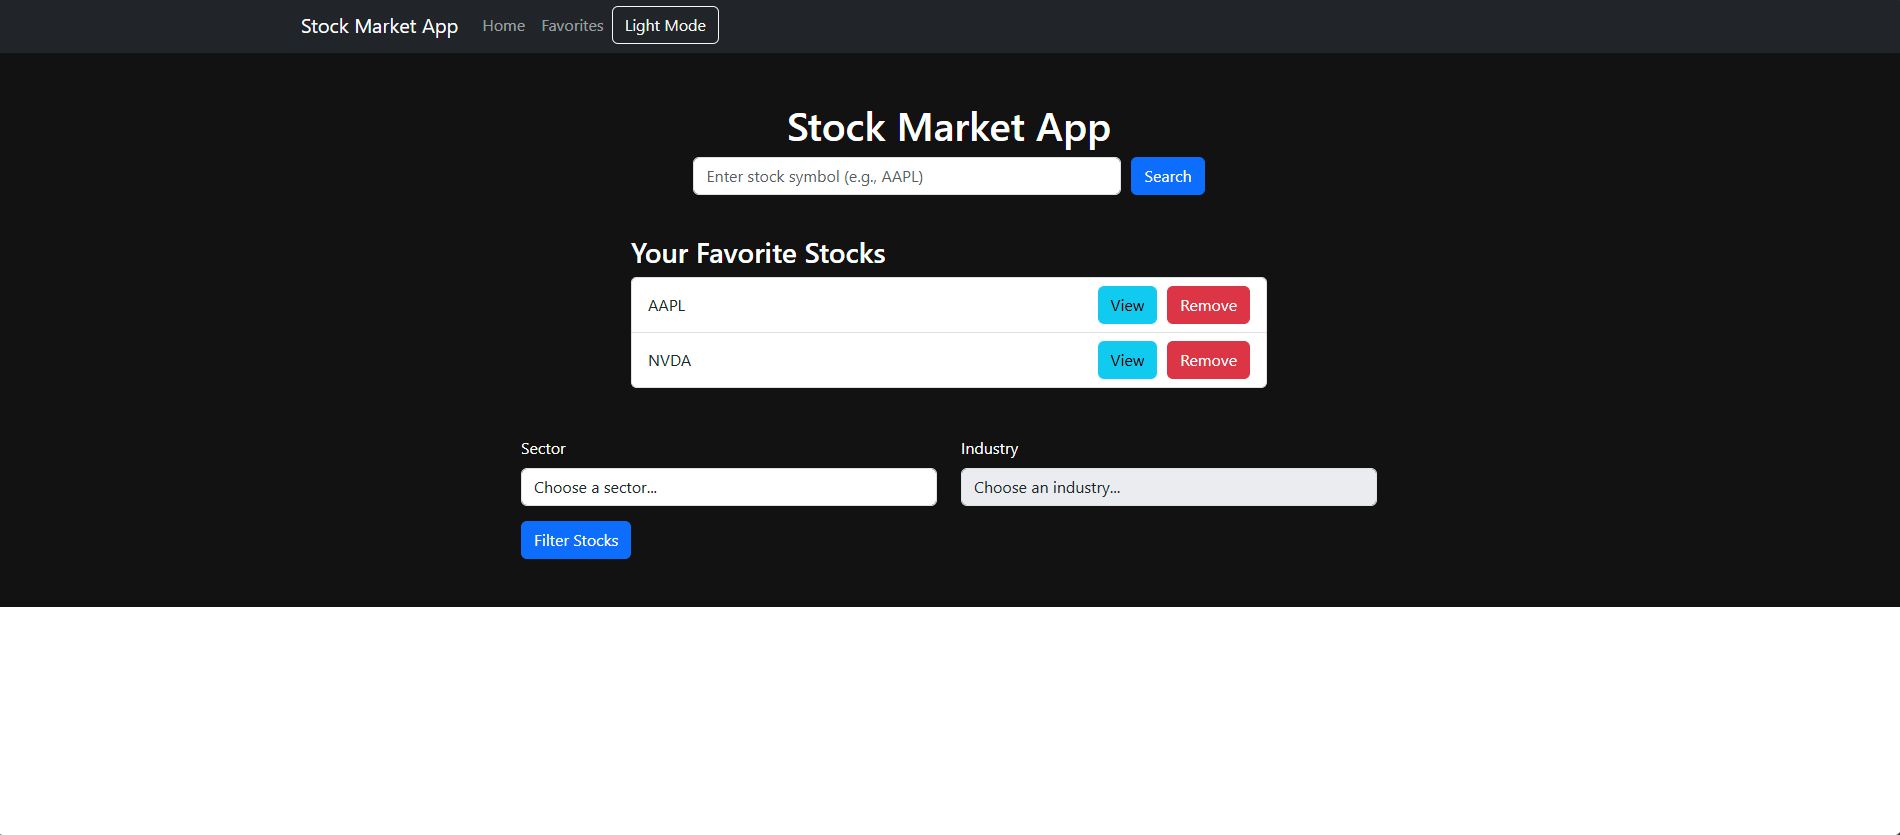 Stock Market App Home Favorites Light Mode
Stock Market App
Enter stock symbol (e.g., AAPL) Search
Your Favorite Stocks
AAPL View Remove
NVDA View Remove
Sector Industry
Choose a sector... Choose an industry...
Filter Stocks